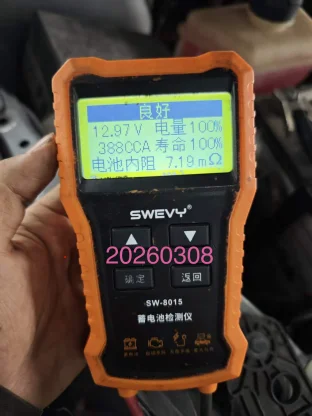 良好
12.97V 电量100%
388CCA 寿命100%
电池内阻 7.19mΩ
SWEVY
20260308
确定
返回
SW-8015
蓄电池检测仪